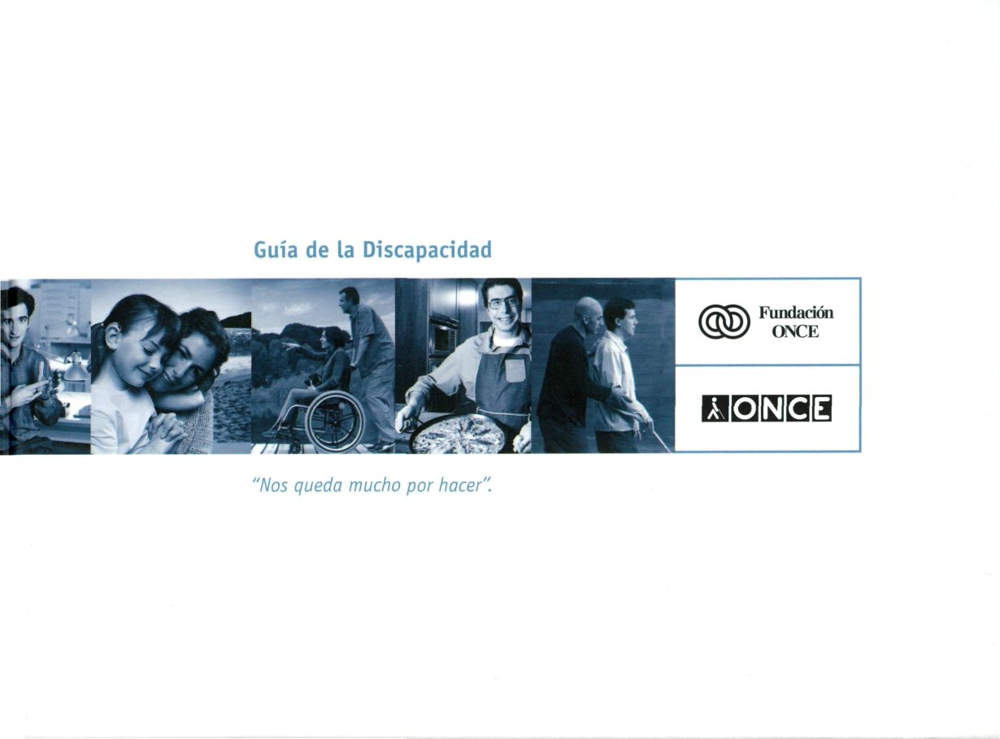 Guía de la Discapacidad
Fundación
ONCE
ONCE
“Nos queda mucho por hacer”.